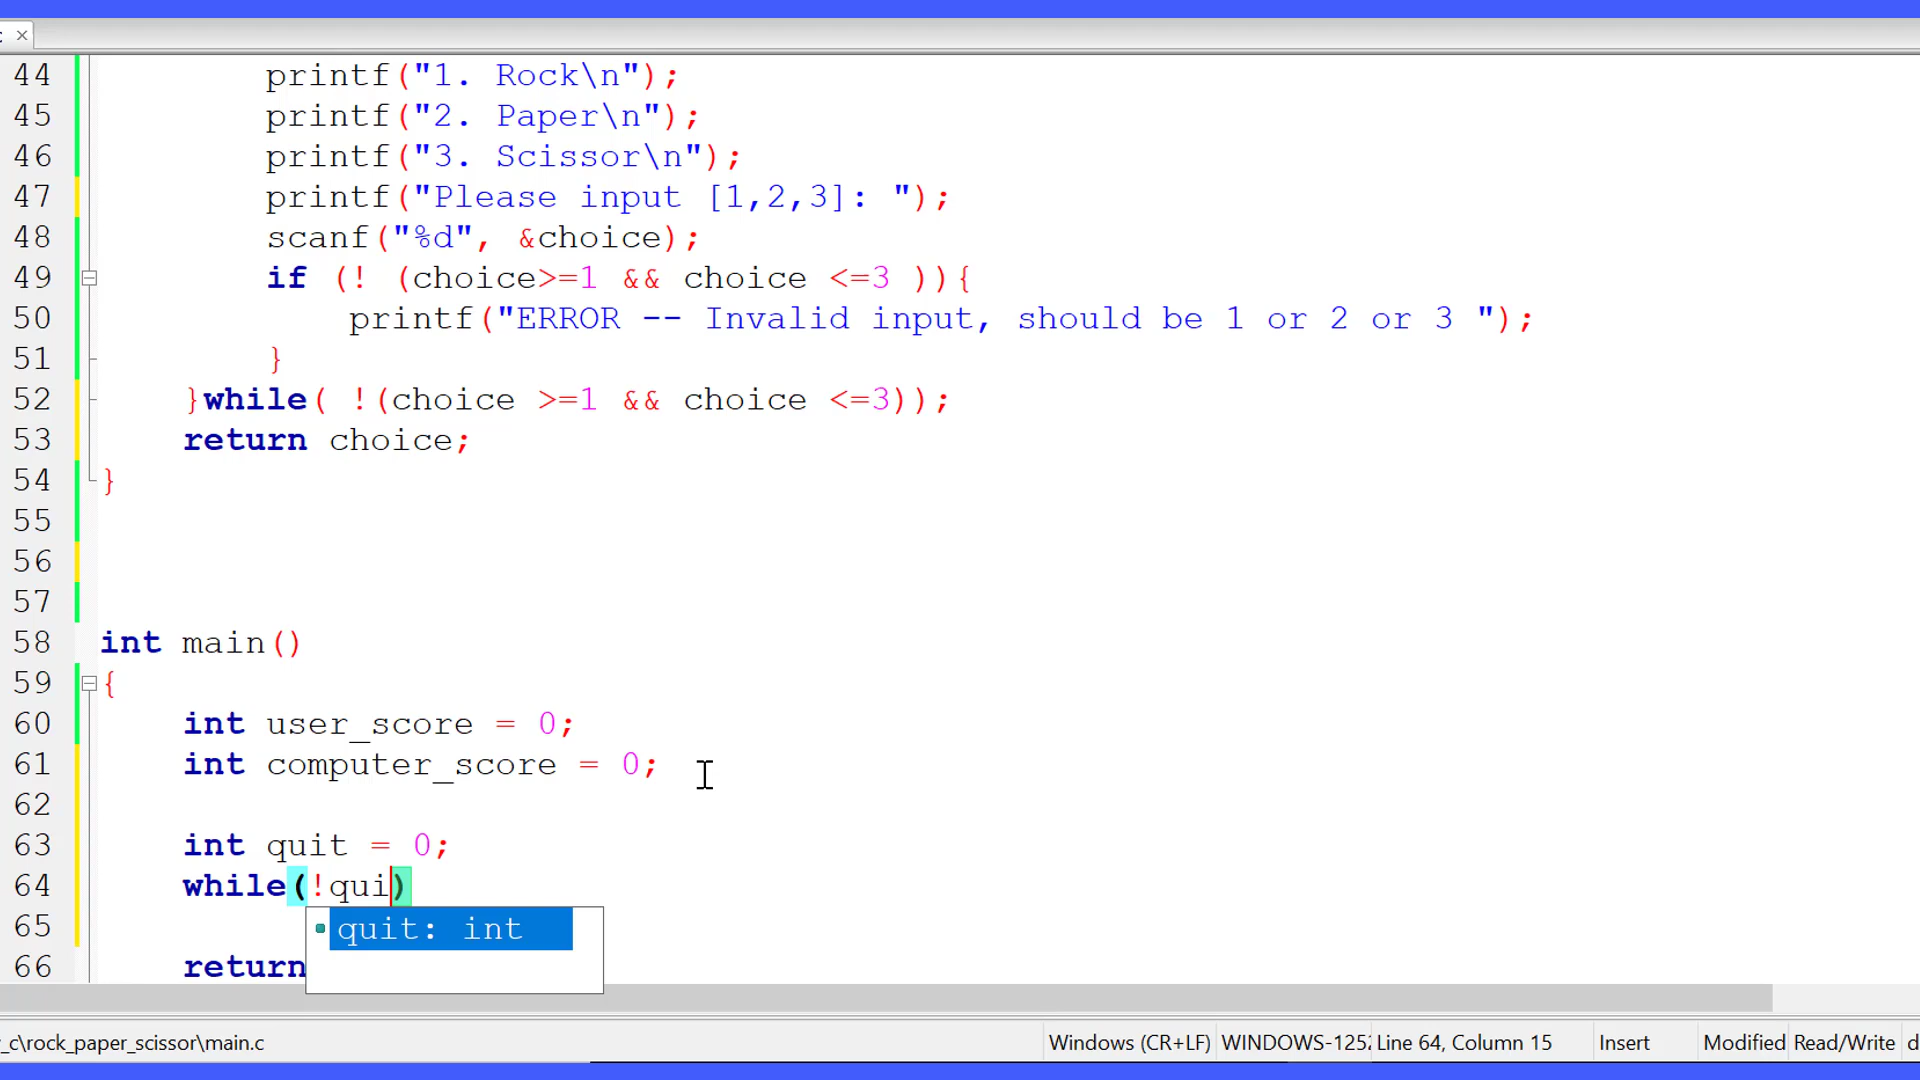 44 printf("1. Rock\n");
45 printf("2. Paper\n");
46 printf("3. Scissor\n");
47 printf("Please input [1,2,3]: ");
48 scanf("%d", &choice);
49 if (! (choice>=1 && choice <=3 )){
50 printf("ERROR -- Invalid input, should be 1 or 2 or 3 ");
51 }
52 }while( !(choice >=1 && choice <=3));
53 return choice;
54 }
55
56
57
58 int main()
59 {
60 int user_score = 0;
61 int computer_score = 0;
62
63 int quit = 0;
64 while(!qui)
65 quit: int
66 return
_c\rock_paper_scissor\main.c Windows (CR+LF) WINDOWS-1252 Line 64, Column 15 Insert Modified Read/Write